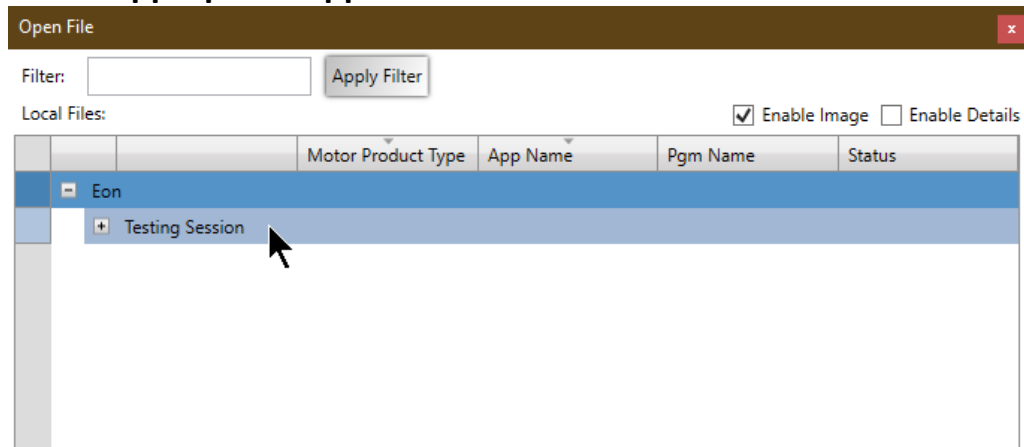 Open File x
Filter: Apply Filter
Local Files: Enable Image Enable Details
Motor Product Type App Name Pgm Name Status
Eon
Testing Session